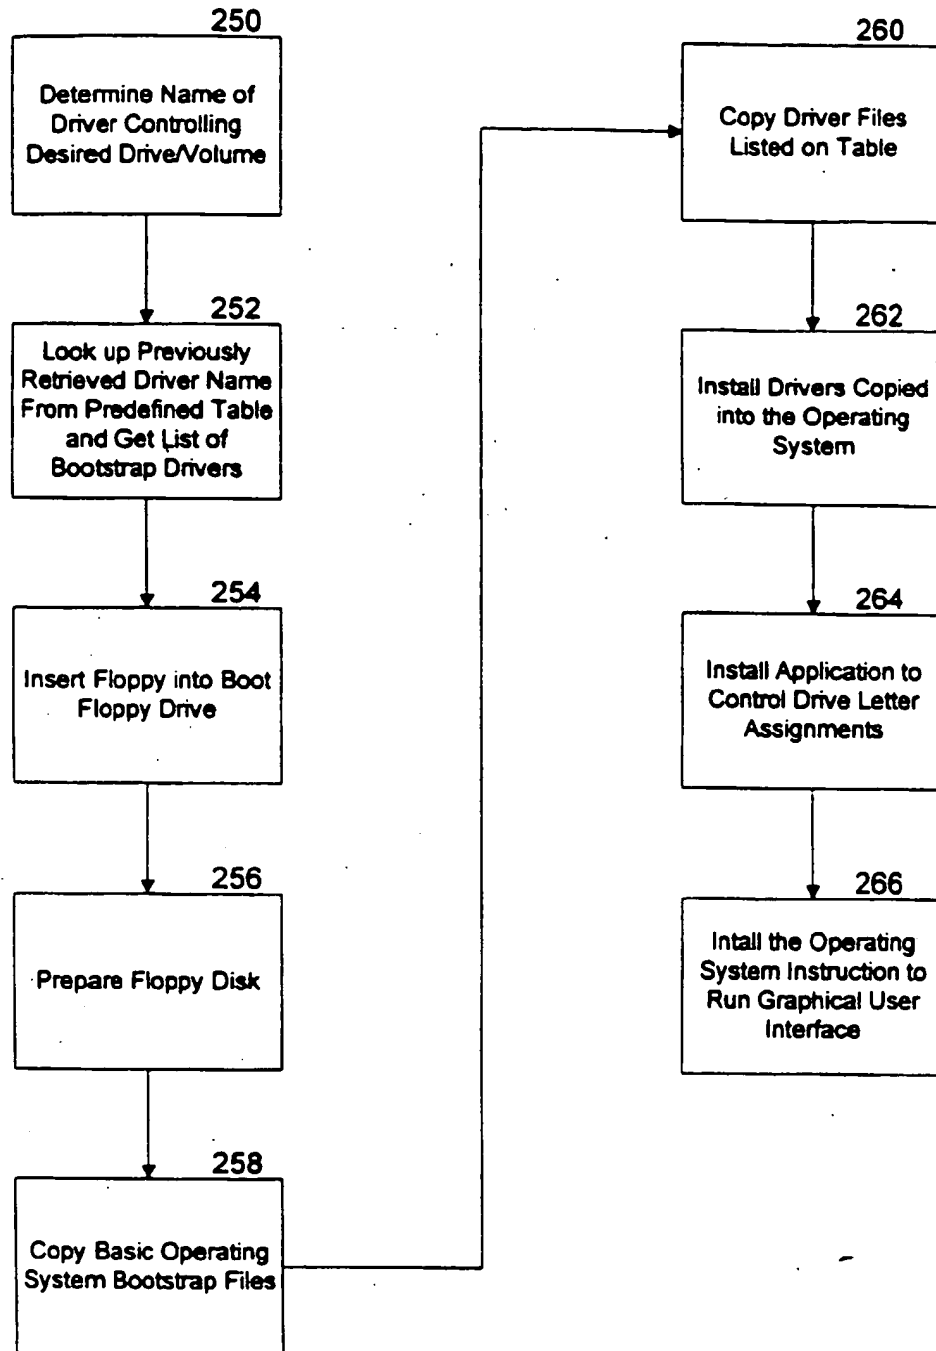 250
Determine Name of
Driver Controlling
Desired Drive/Volume
252
Look up Previously
Retrieved Driver Name
From Predefined Table
and Get List of
Bootstrap Drivers
254
Insert Floppy into Boot
Floppy Drive
256
Prepare Floppy Disk
258
Copy Basic Operating
System Bootstrap Files
260
Copy Driver Files
Listed on Table
262
Install Drivers Copied
into the Operating
System
264
Install Application to
Control Drive Letter
Assignments
266
Intall the Operating
System Instruction to
Run Graphical User
Interface